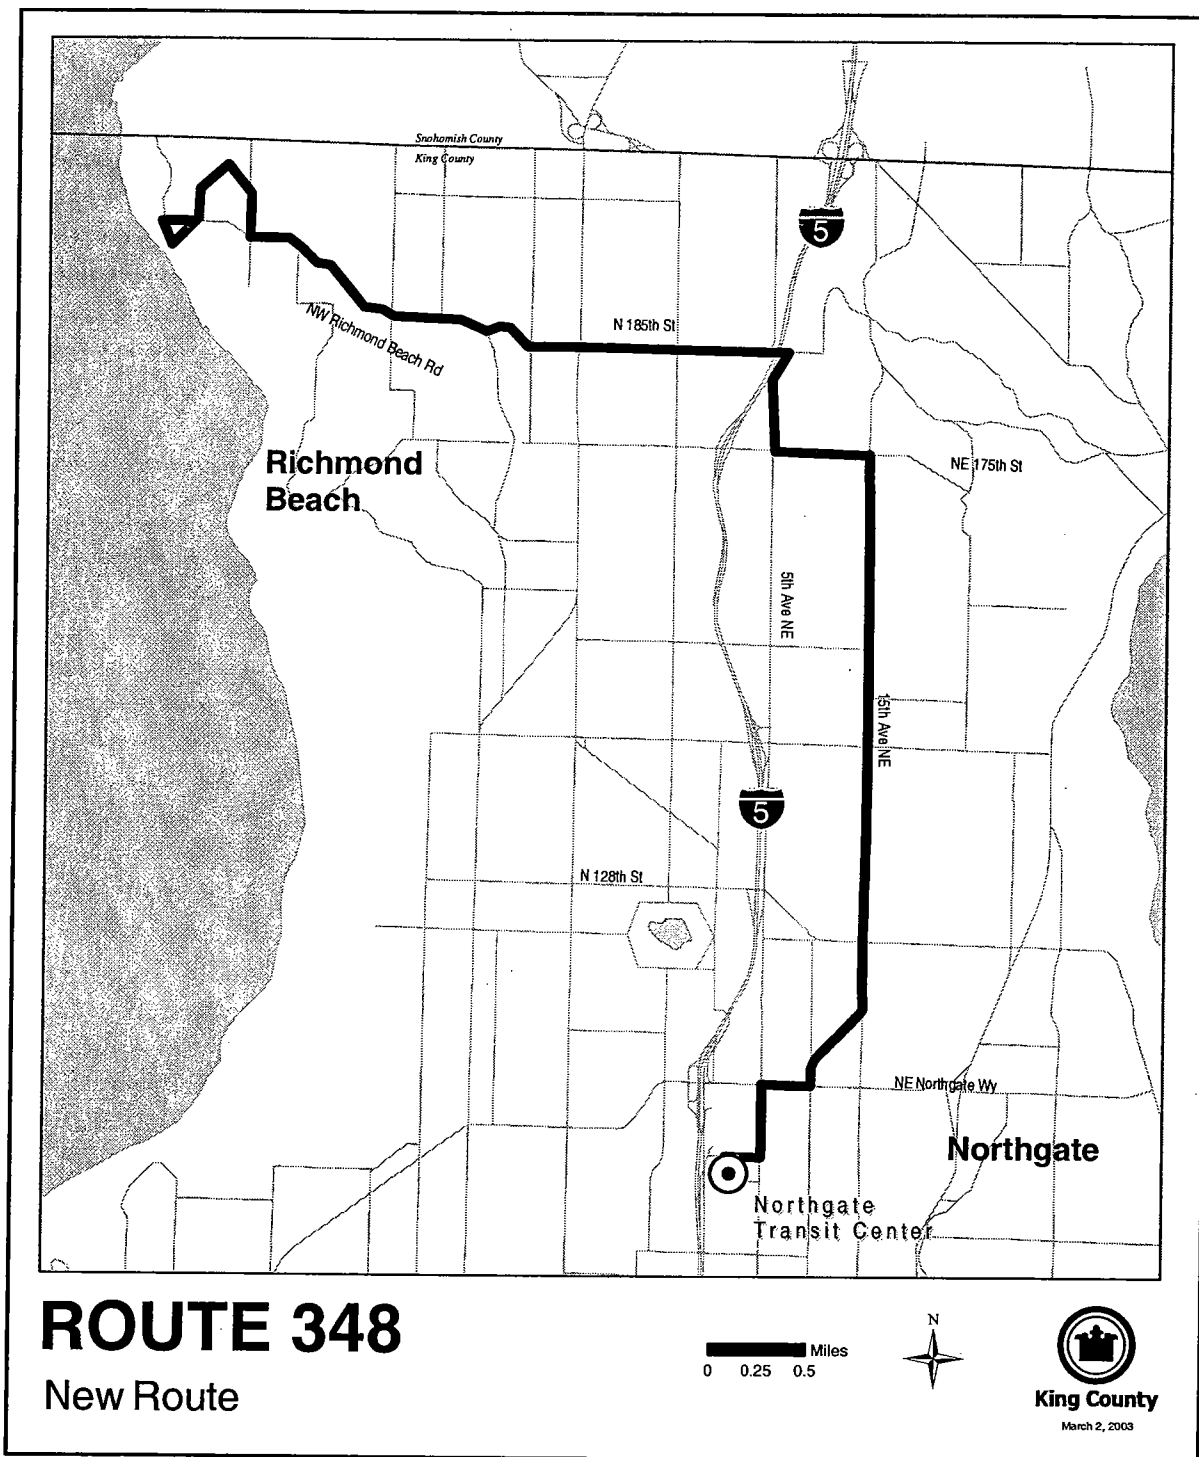 Snohomish County
King County
5
N 185th St
NW Richmond Beach Rd
Richmond
Beach
NE 175th St
5th Ave NE
15th Ave NE
5
N 128th St
NE Northgate Wy
Northgate
Northgate
Transit Center
ROUTE 348
New Route
Miles
0 0.25 0.5
N
King County
March 2, 2003